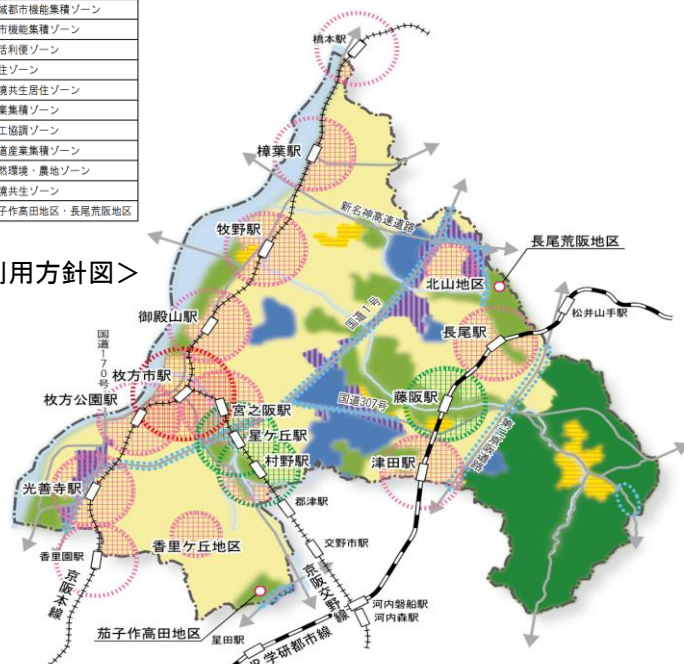 域都市機能集積ゾーン
市機能集積ゾーン
活利便ゾーン
住ゾーン
境共生居住ゾーン
業集積ゾーン
工協調ゾーン
道産業集積ゾーン
然環境・農地ゾーン
境共生ゾーン
子作高田地区・長尾荒阪地区
利用方針図＞
橋本駅
樟葉駅
新名神高速道路
牧野駅
長尾荒阪地区
北山地区
国道1号
御殿山駅
松井山手駅
長尾駅
国道170号
枚方市駅
枚方公園駅
宮之阪駅
国道307号
藤阪駅
星ケ丘駅
第二京阪道路
村野駅
津田駅
光善寺駅
郡津駅
香里ケ丘地区
交野市駅
香里園駅
京阪本線
京阪交野線
河内磐船駅
河内森駅
茄子作高田地区
星田駅
学研都市線